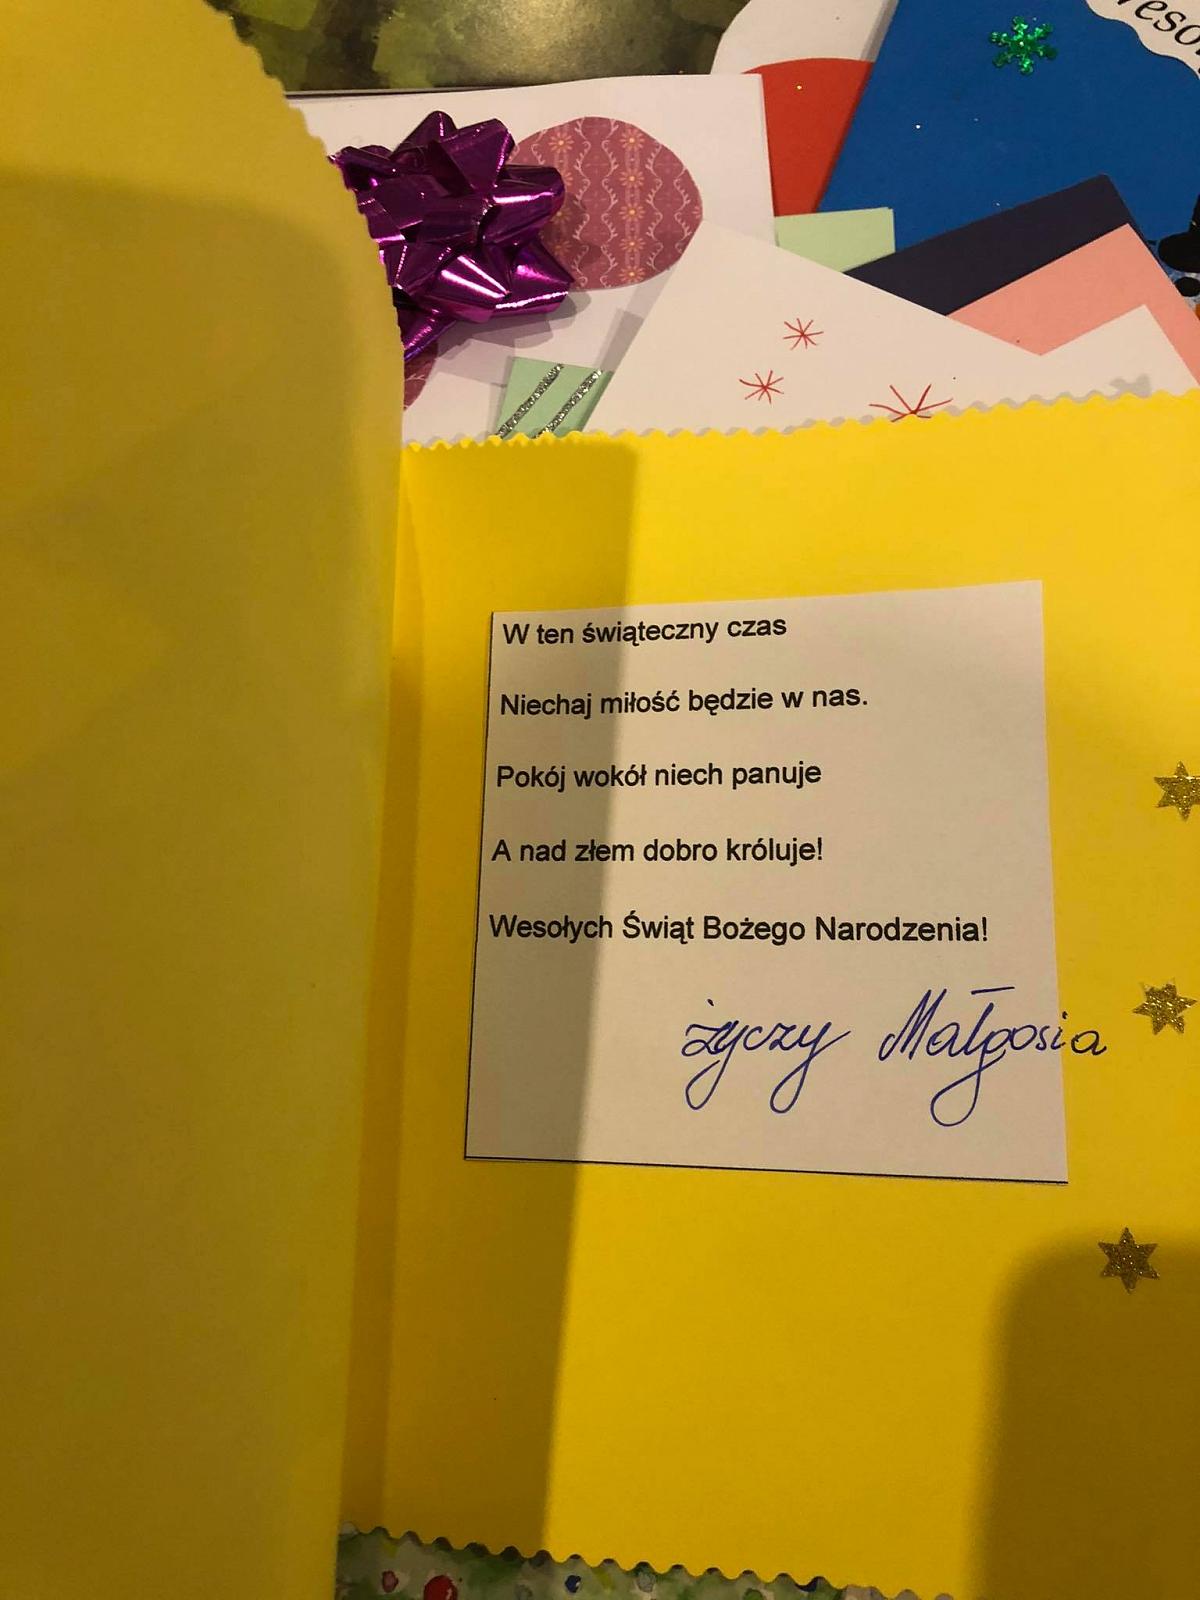 W ten świąteczny czas
Niechaj miłość będzie w nas.
Pokój wokół niech panuje
A nad złem dobro króluje!
Wesołych Świąt Bożego Narodzenia!
życzy Małgosia